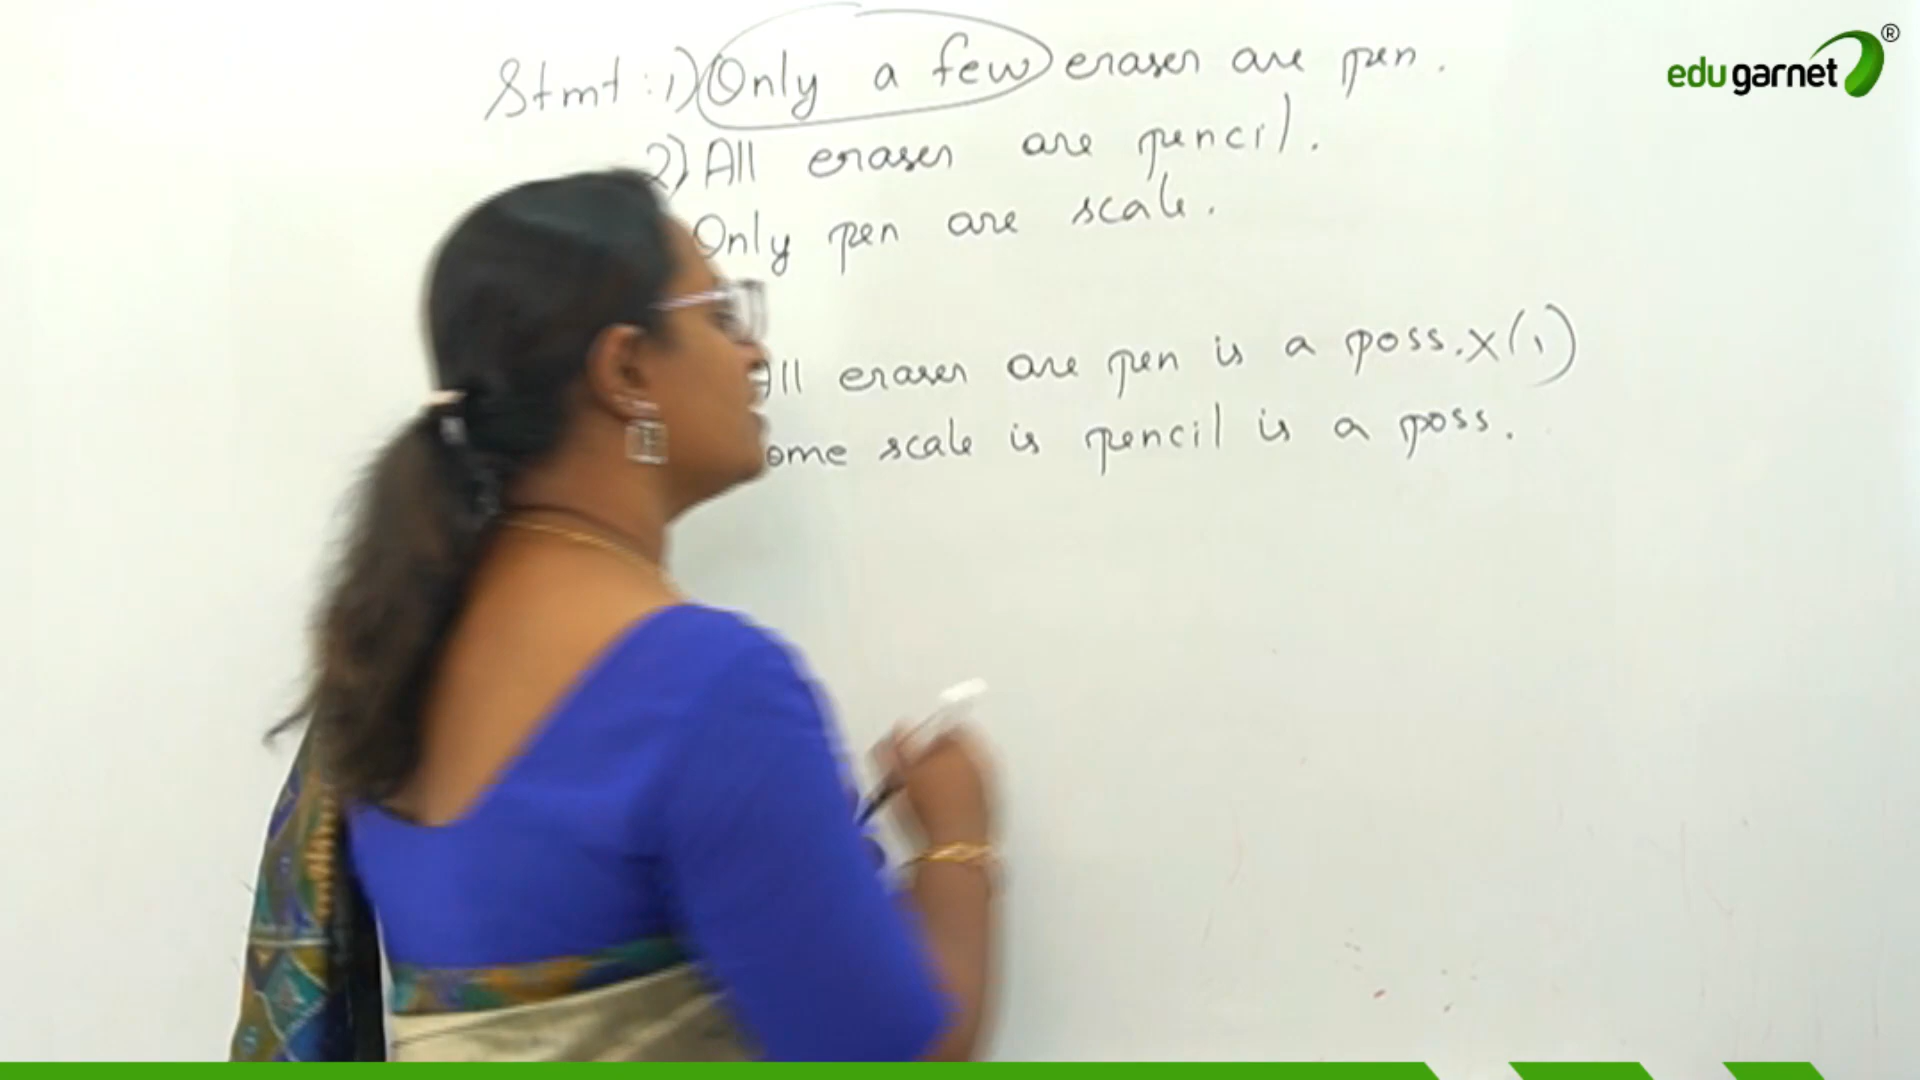 Stmt : 1) Only a few eraser are pen.
2) All eraser are pencil.
Only pen are scale.
All eraser are pen is a poss. X (1)
ome scale is pencil is a poss.
edugarnet ®